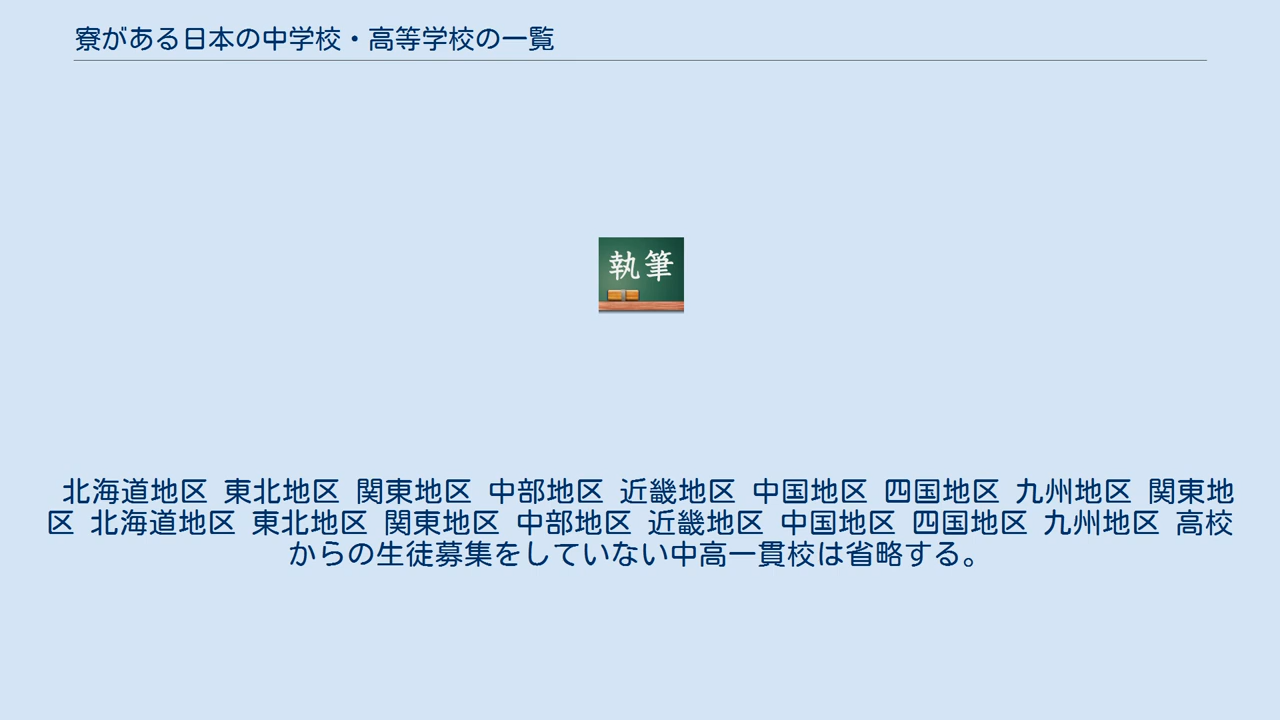 寮がある日本の中学校・高等学校の一覧
執筆
北海道地区 東北地区 関東地区 中部地区 近畿地区 中国地区 四国地区 九州地区 関東地
区 北海道地区 東北地区 関東地区 中部地区 近畿地区 中国地区 四国地区 九州地区 高校
からの生徒募集をしていない中高一貫校は省略する。